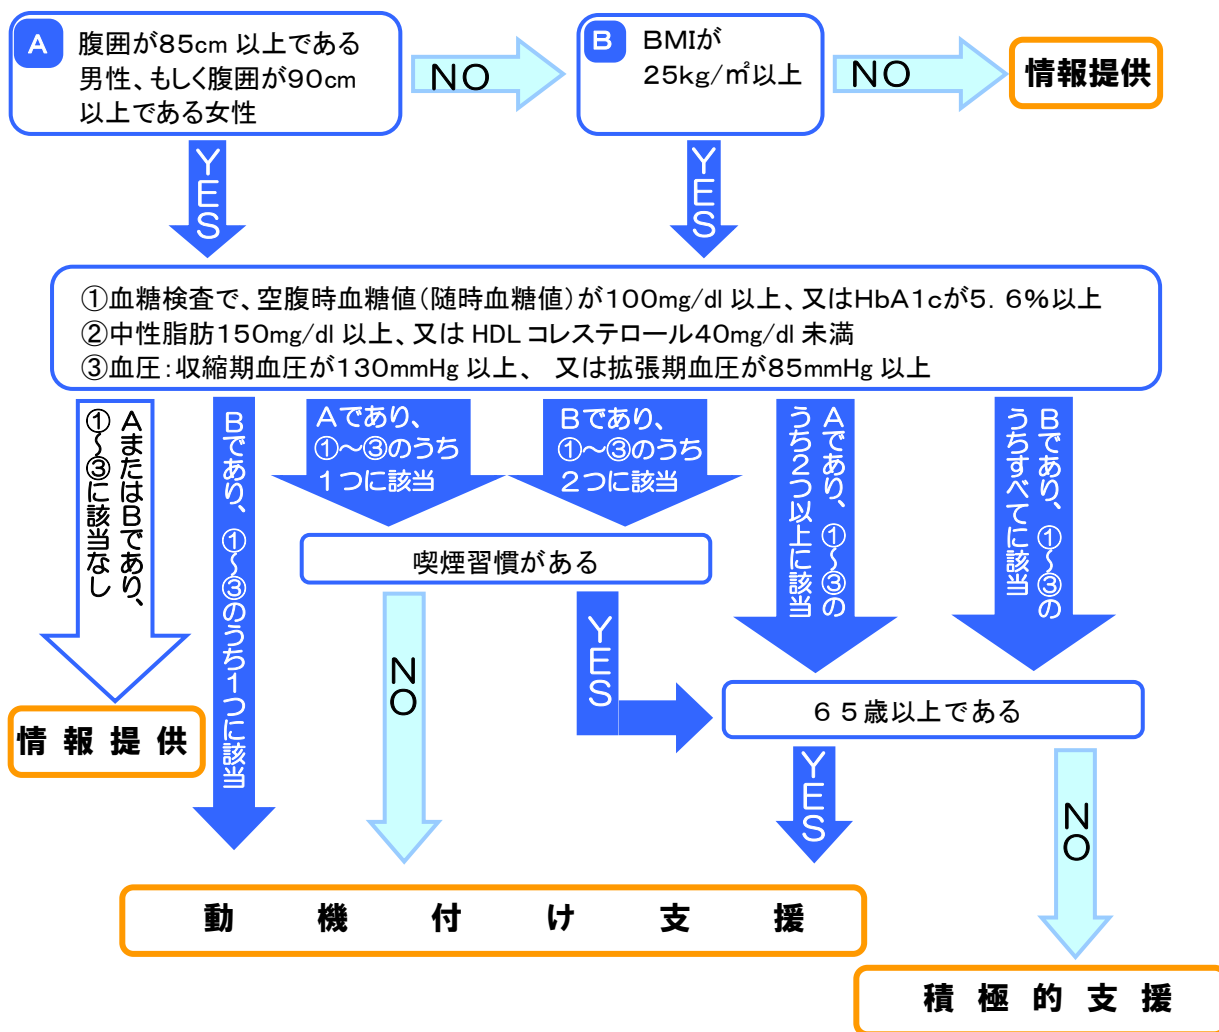 A
腹囲が85cm 以上である
男性、もしく腹囲が90cm
以上である女性
NO
B
BMIが
25kg/㎡以上
NO
情報提供
YES
YES
①血糖検査で、空腹時血糖値(随時血糖値)が100mg/dl 以上、又はHbA1cが5．6%以上
②中性脂肪150mg/dl 以上、又は HDL コレステロール40mg/dl 未満
③血圧：収縮期血圧が130mmHg 以上、 又は拡張期血圧が85mmHg 以上
AまたはBであり、
①～③に該当なし
Bであり、①～③のうち1つに該当
Aであり、
①～③のうち
1つに該当
Bであり、
①～③のうち
2つに該当
Aであり、①～③の
うち2つ以上に該当
Bであり、①～③の
うちすべてに該当
喫煙習慣がある
NO
YES
65歳以上である
情報提供
YES
NO
動機付け支援
積極的支援